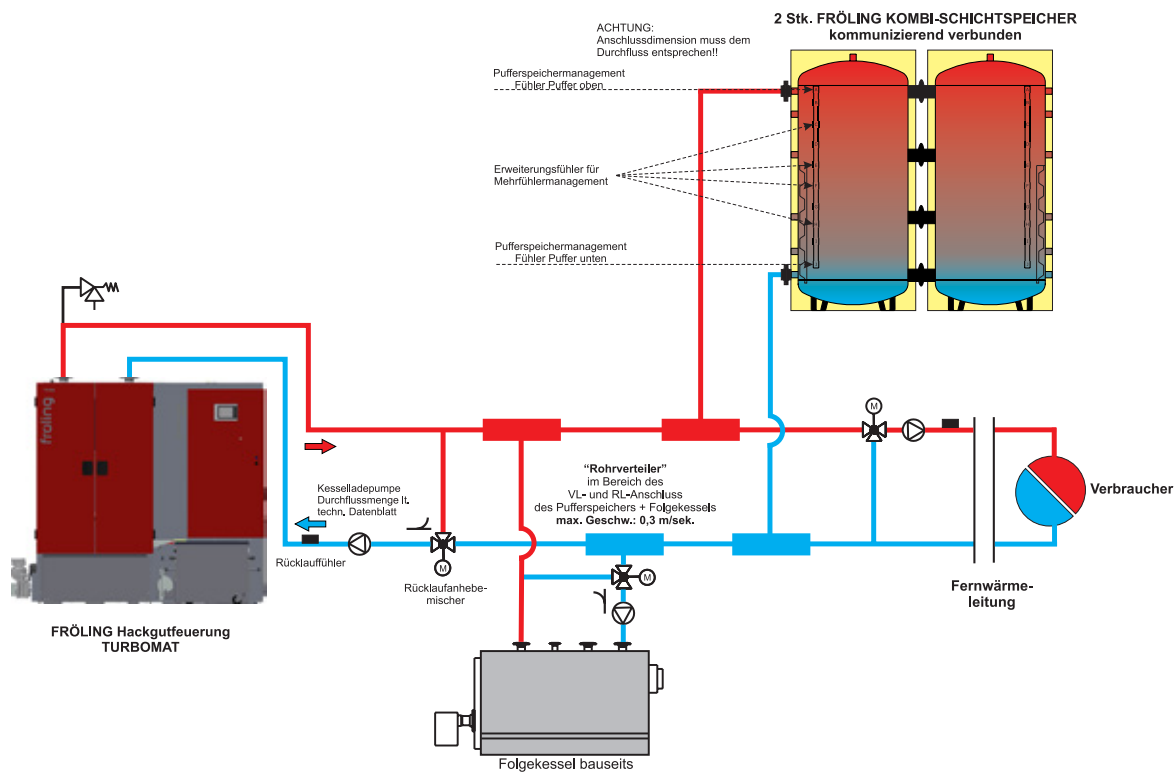 ACHTUNG:
Anschlussdimension muss dem
Durchfluss entsprechen!!
2 Stk. FRÖLING KOMBI-SCHICHTSPEICHER
kommunizierend verbunden
Pufferspeichermanagement
Fühler Puffer oben
Erweiterungsfühler für
Mehrfühlermanagement
Pufferspeichermanagement
Fühler Puffer unten
fröling
M
"Rohrverteiler"
im Bereich des
VL- und RL-Anschluss
des Pufferspeichers + Folgekessels
max. Geschw.: 0,3 m/sek.
Verbraucher
Kesselladepumpe
Durchflussmenge lt.
techn. Datenblatt
Rücklauffühler
M
Rücklaufanhebe-
mischer
M
Fernwärme-
leitung
FRÖLING Hackgutfeuerung
TURBOMAT
Folgekessel bauseits